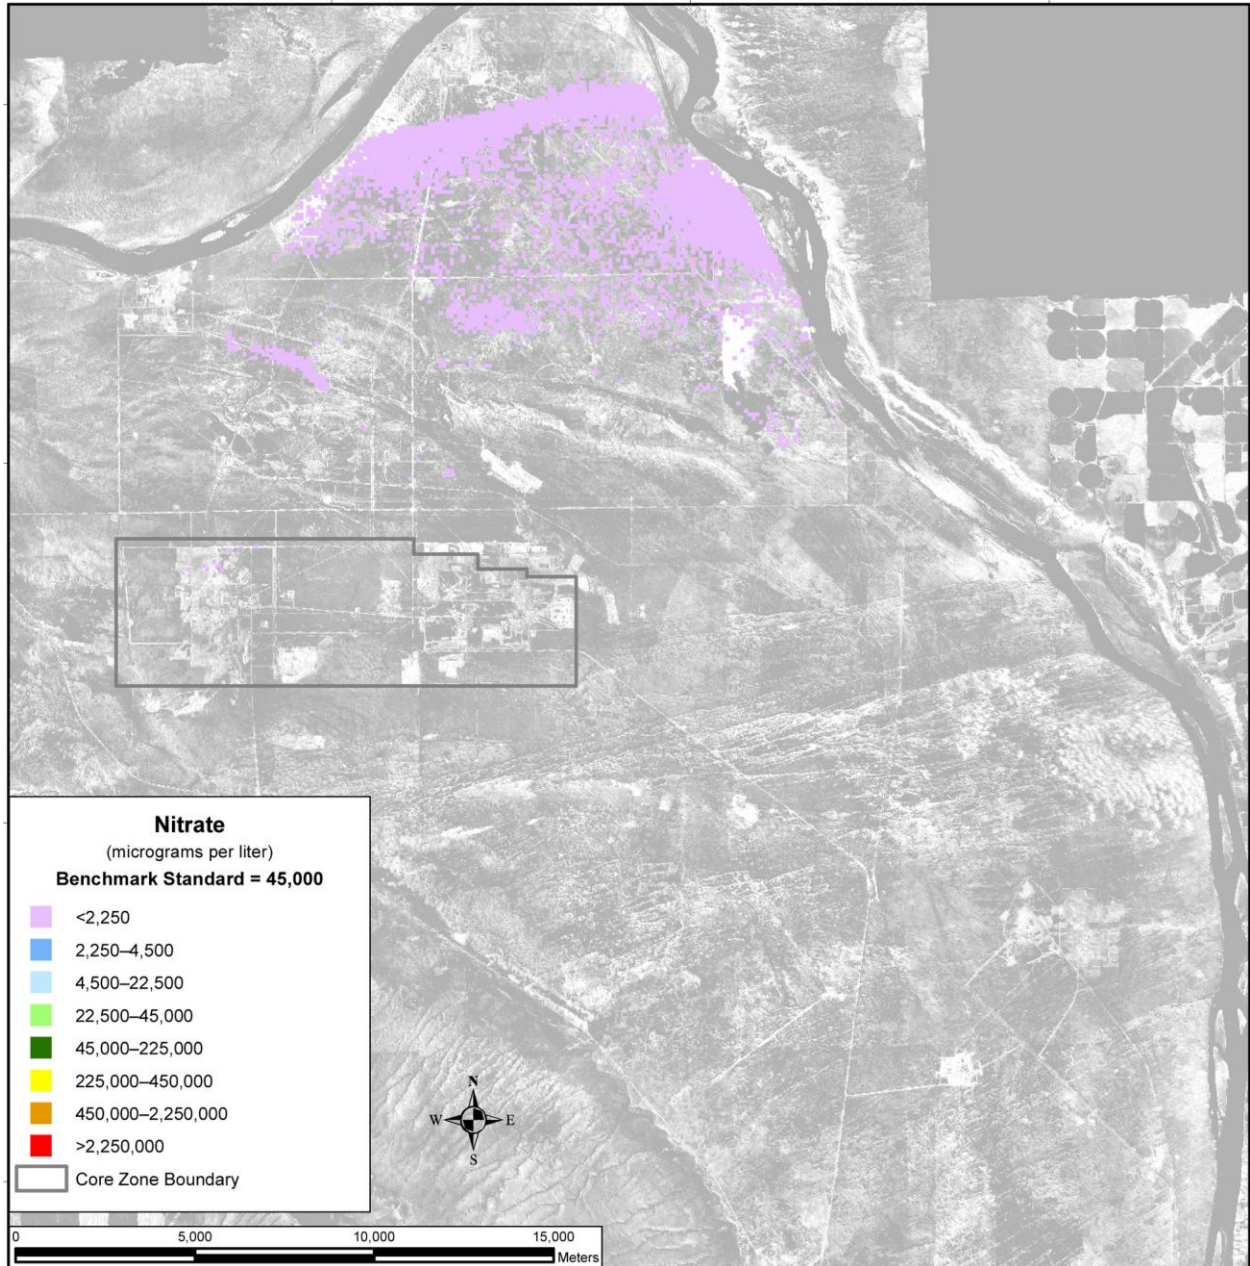 Nitrate
(micrograms per liter)
Benchmark Standard = 45,000
<2,250
2,250–4,500
4,500–22,500
22,500–45,000
45,000–225,000
225,000–450,000
450,000–2,250,000
>2,250,000
Core Zone Boundary
N
W E
S
0 5,000 10,000 15,000
Meters